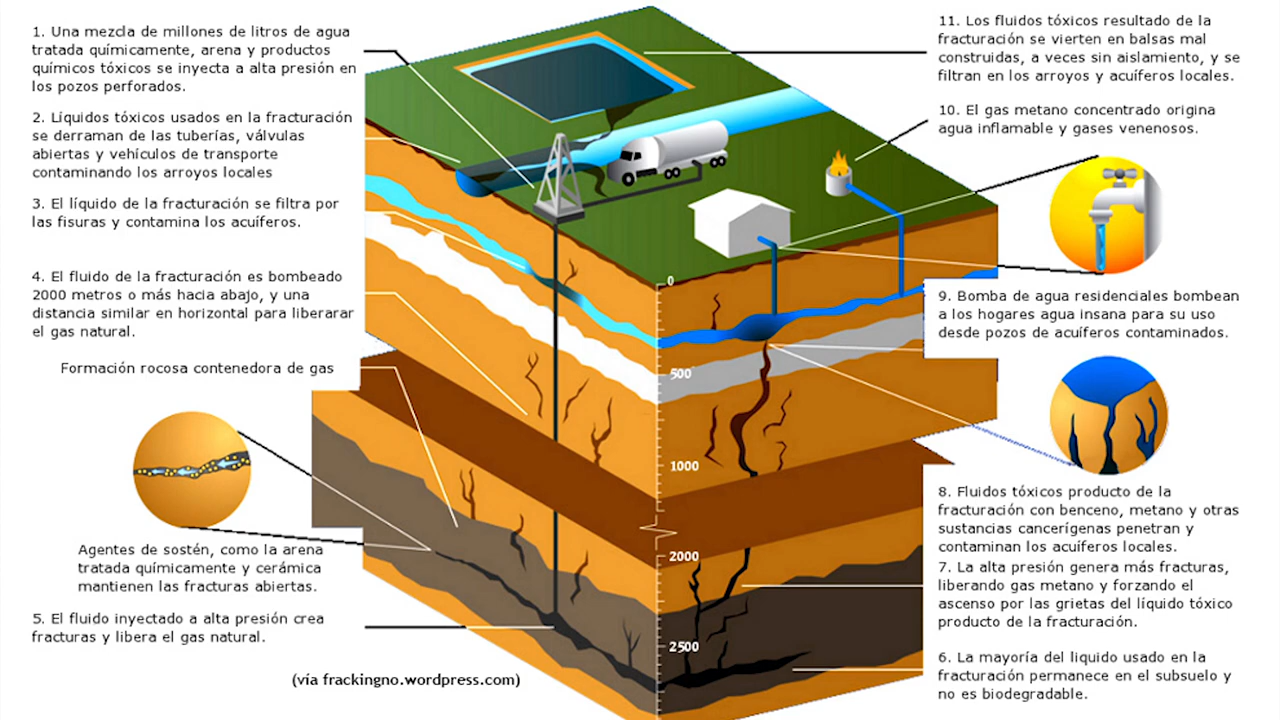 1. Una mezcla de millones de litros de agua
tratada químicamente, arena y productos
químicos tóxicos se inyecta a alta presión en
los pozos perforados.
2. Líquidos tóxicos usados en la fracturación
se derraman de las tuberías, válvulas
abiertas y vehículos de transporte
contaminando los arroyos locales
3. El líquido de la fracturación se filtra por
las fisuras y contamina los acuíferos.
4. El fluido de la fracturación es bombeado
2000 metros o más hacia abajo, y una
distancia similar en horizontal para liberarar
el gas natural.
Formación rocosa contenedora de gas
Agentes de sostén, como la arena
tratada químicamente y cerámica
mantienen las fracturas abiertas.
5. El fluido inyectado a alta presión crea
fracturas y libera el gas natural.
(vía frackingno.wordpress.com)
0
500
1000
2000
2500
11. Los fluidos tóxicos resultado de la
fracturación se vierten en balsas mal
construidas, a veces sin aislamiento, y se
filtran en los arroyos y acuíferos locales.
10. El gas metano concentrado origina
agua inflamable y gases venenosos.
9. Bomba de agua residenciales bombean
a los hogares agua insana para su uso
desde pozos de acuíferos contaminados.
8. Fluidos tóxicos producto de la
fracturación con benceno, metano y otras
sustancias cancerígenas penetran y
contaminan los acuíferos locales.
7. La alta presión genera más fracturas,
liberando gas metano y forzando el
ascenso por las grietas del líquido tóxico
producto de la fracturación.
6. La mayoría del liquido usado en la
fracturación permanece en el subsuelo y
no es biodegradable.